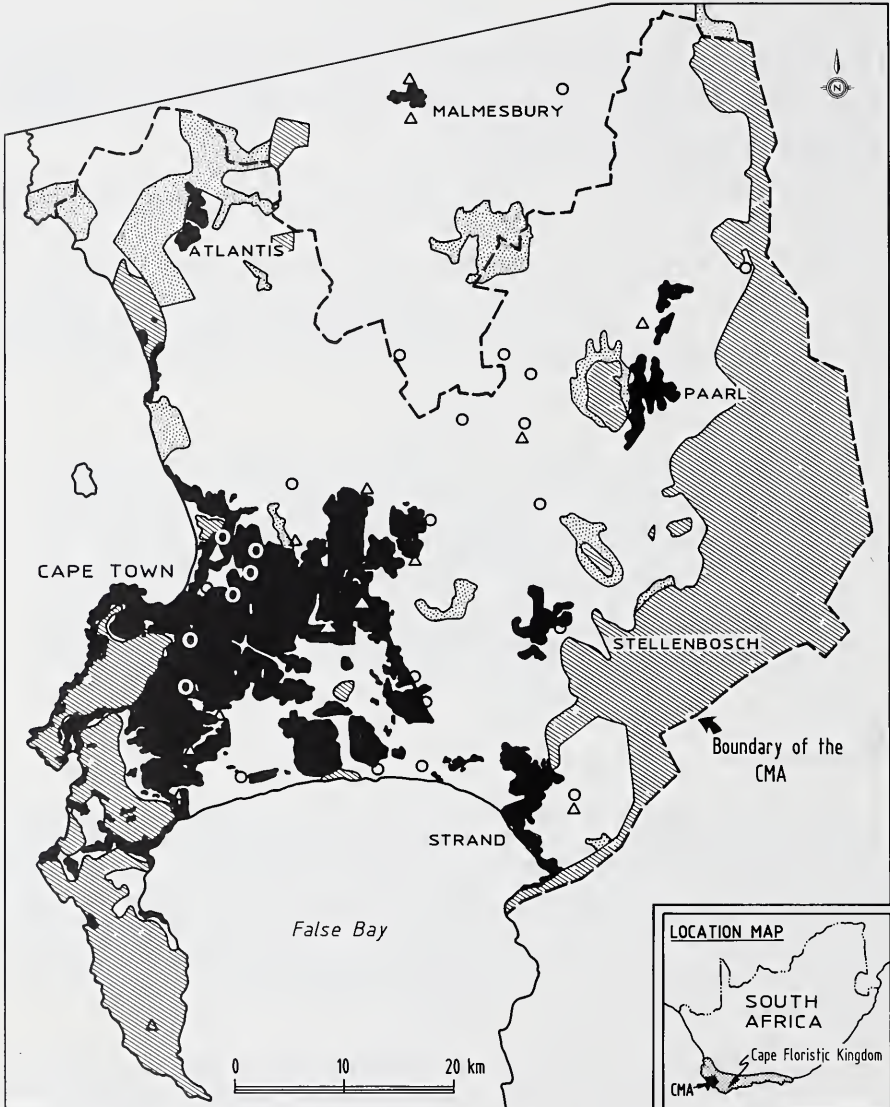 N
MALMESBURY
ATLANTIS
PAARL
CAPE TOWN
STELLENBOSCH
Boundary of the
CMA
STRAND
False Bay
0 10 20 km
LOCATION MAP
SOUTH
AFRICA
Cape Floristic Kingdom
CMA